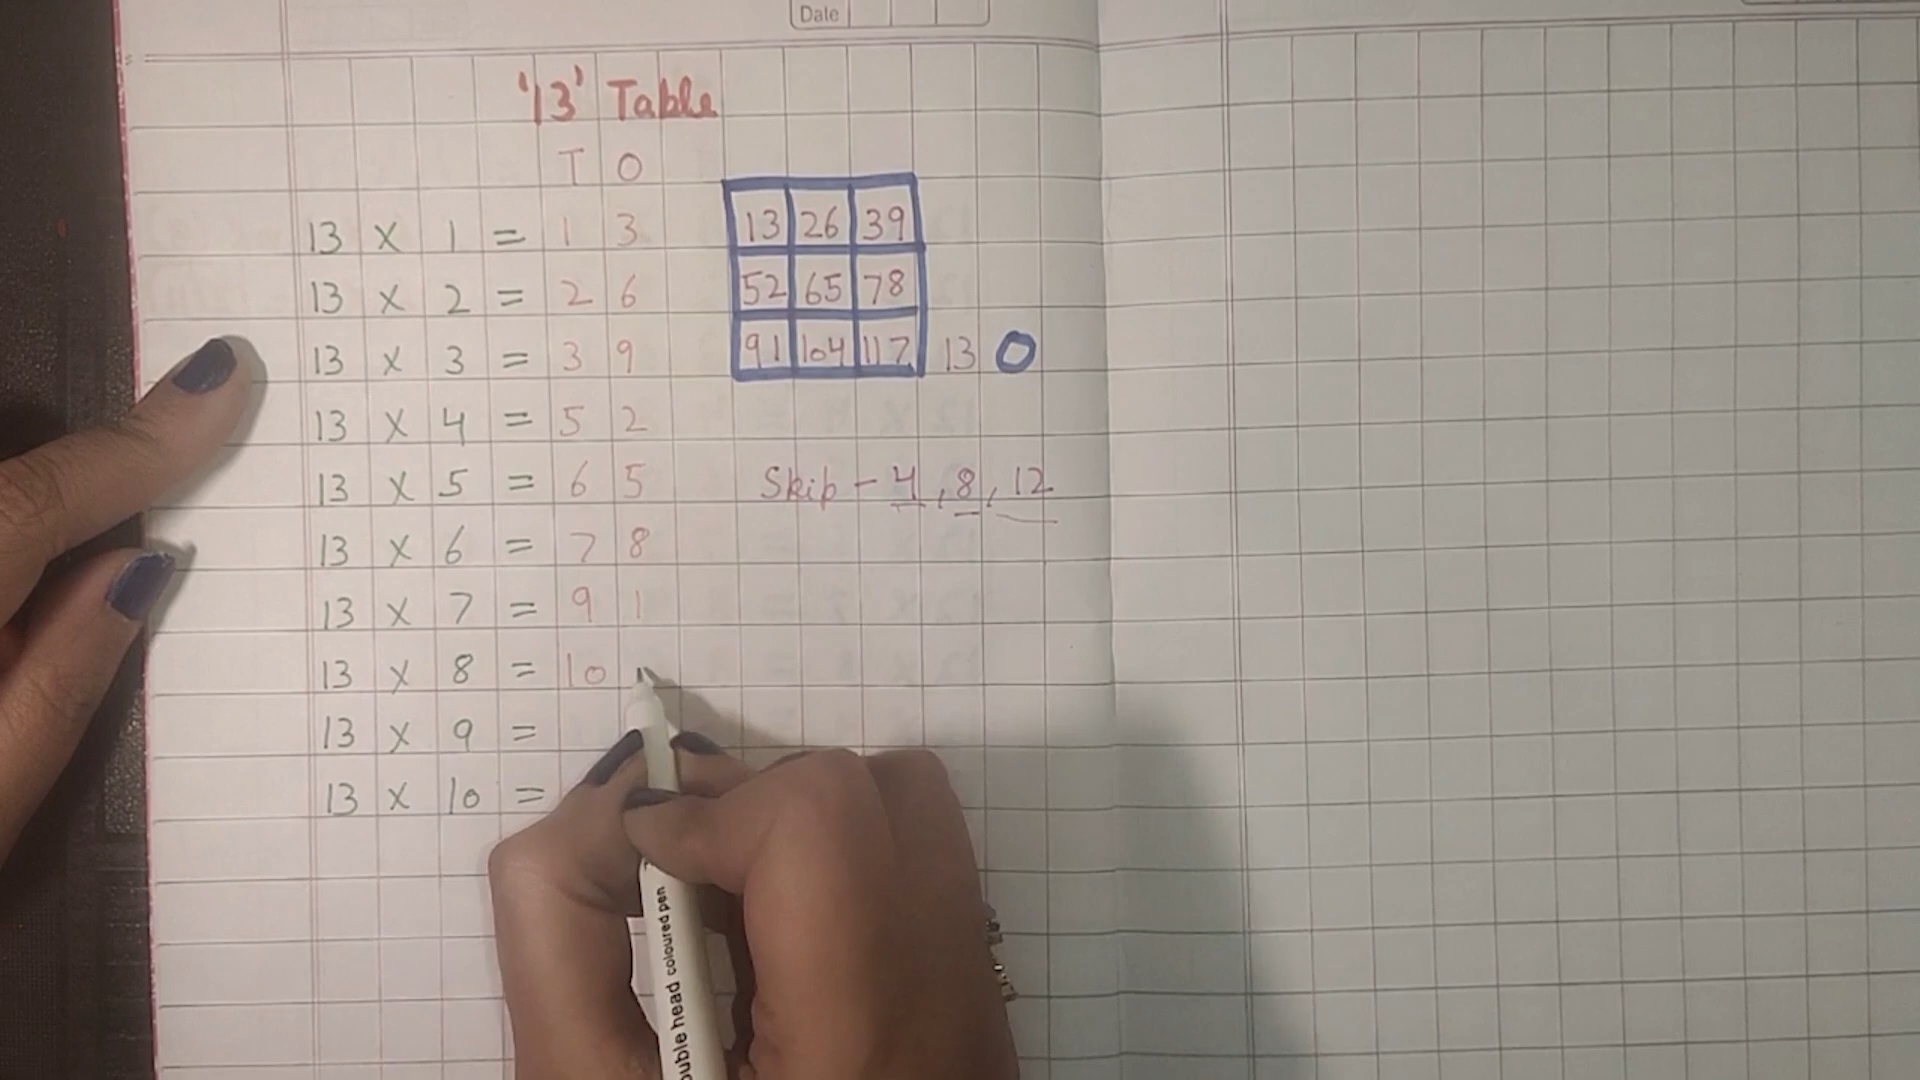 Date
'13' Table
T O
13 × 1 = 1 3
13 × 2 = 2 6
13 × 3 = 3 9
13 × 4 = 5 2
13 × 5 = 6 5
13 × 6 = 7 8
13 × 7 = 9 1
13 × 8 = 10
13 × 9 =
13 × 10 =
13 26 39
52 65 78
91 104 117 13 0
Skip - 4, 8, 12
ouble head coloured pen